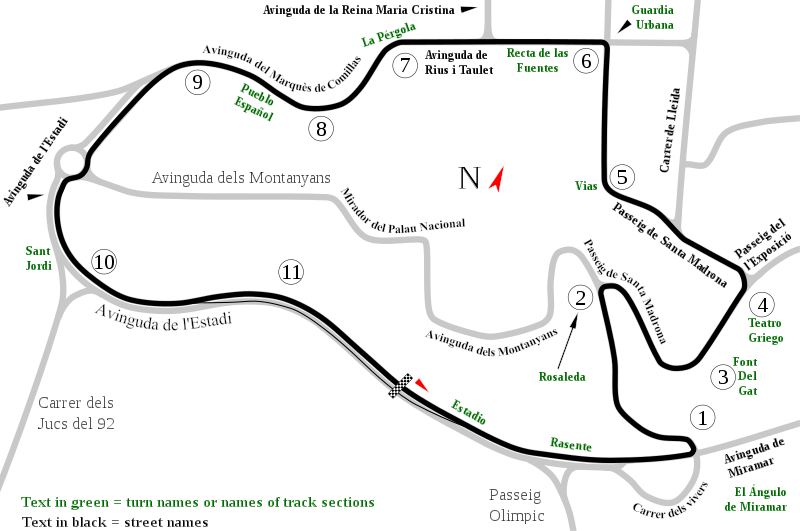 Avinguda de la Reina Maria Cristina
Guardia
Urbana
La Pérgola
Avinguda del Marquès de Comillas
7
Avinguda de
Rius i Taulet
Recta de las
Fuentes
6
9
Pueblo
Español
8
Carrer de Lleida
Avinguda de l'Estadi
Avinguda dels Montanyans
N
Vias
5
Mirador del Palau Nacional
Passeig de Santa Madrona
Passeig del
l'Exposició
Sant
Jordi
10
11
Passeig de Santa Madrona
2
4
Teatro
Griego
Avinguda de l'Estadi
Avinguda dels Montanyans
Rosaleda
3
Font
Del
Gat
Carrer dels
Jucs del 92
Estadio
1
Rasente
Avinguda de
Miramar
Carrer dels vivers
El Ángulo
de Miramar
Passeig
Olimpic
Text in green = turn names or names of track sections
Text in black = street names